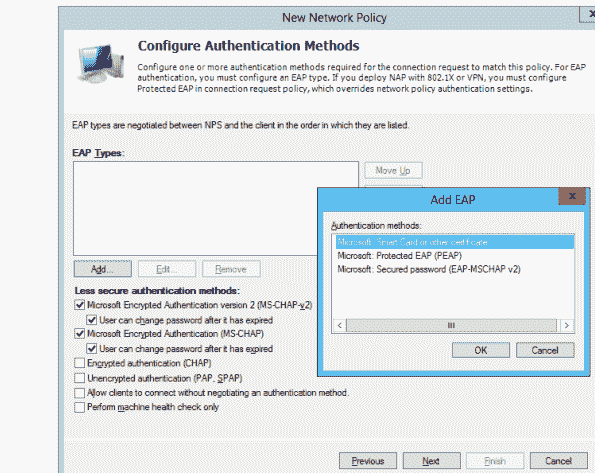 New Network Policy
x
Configure Authentication Methods
Configure one or more authentication methods required for the connection request to match this policy. For EAP
authentication, you must configure an EAP type. If you deploy NAP with 802.1X or VPN, you must configure
Protected EAP in connection request policy, which overrides network policy authentication settings.
EAP types are negotiated between NPS and the client in the order in which they are listed.
EAP Types:
Move Up
Add EAP
x
Authentication methods:
Microsoft: Smart Card or other certificate
Microsoft: Protected EAP (PEAP)
Microsoft: Secured password (EAP-MSCHAP v2)
OK Cancel
Add... Edit... Remove
Less secure authentication methods:
Microsoft Encrypted Authentication version 2 (MS-CHAP-v2)
User can change password after it has expired
Microsoft Encrypted Authentication (MS-CHAP)
User can change password after it has expired
Encrypted authentication (CHAP)
Unencrypted authentication (PAP, SPAP)
Allow clients to connect without negotiating an authentication method.
Perform machine health check only
Previous Next Finish Cancel